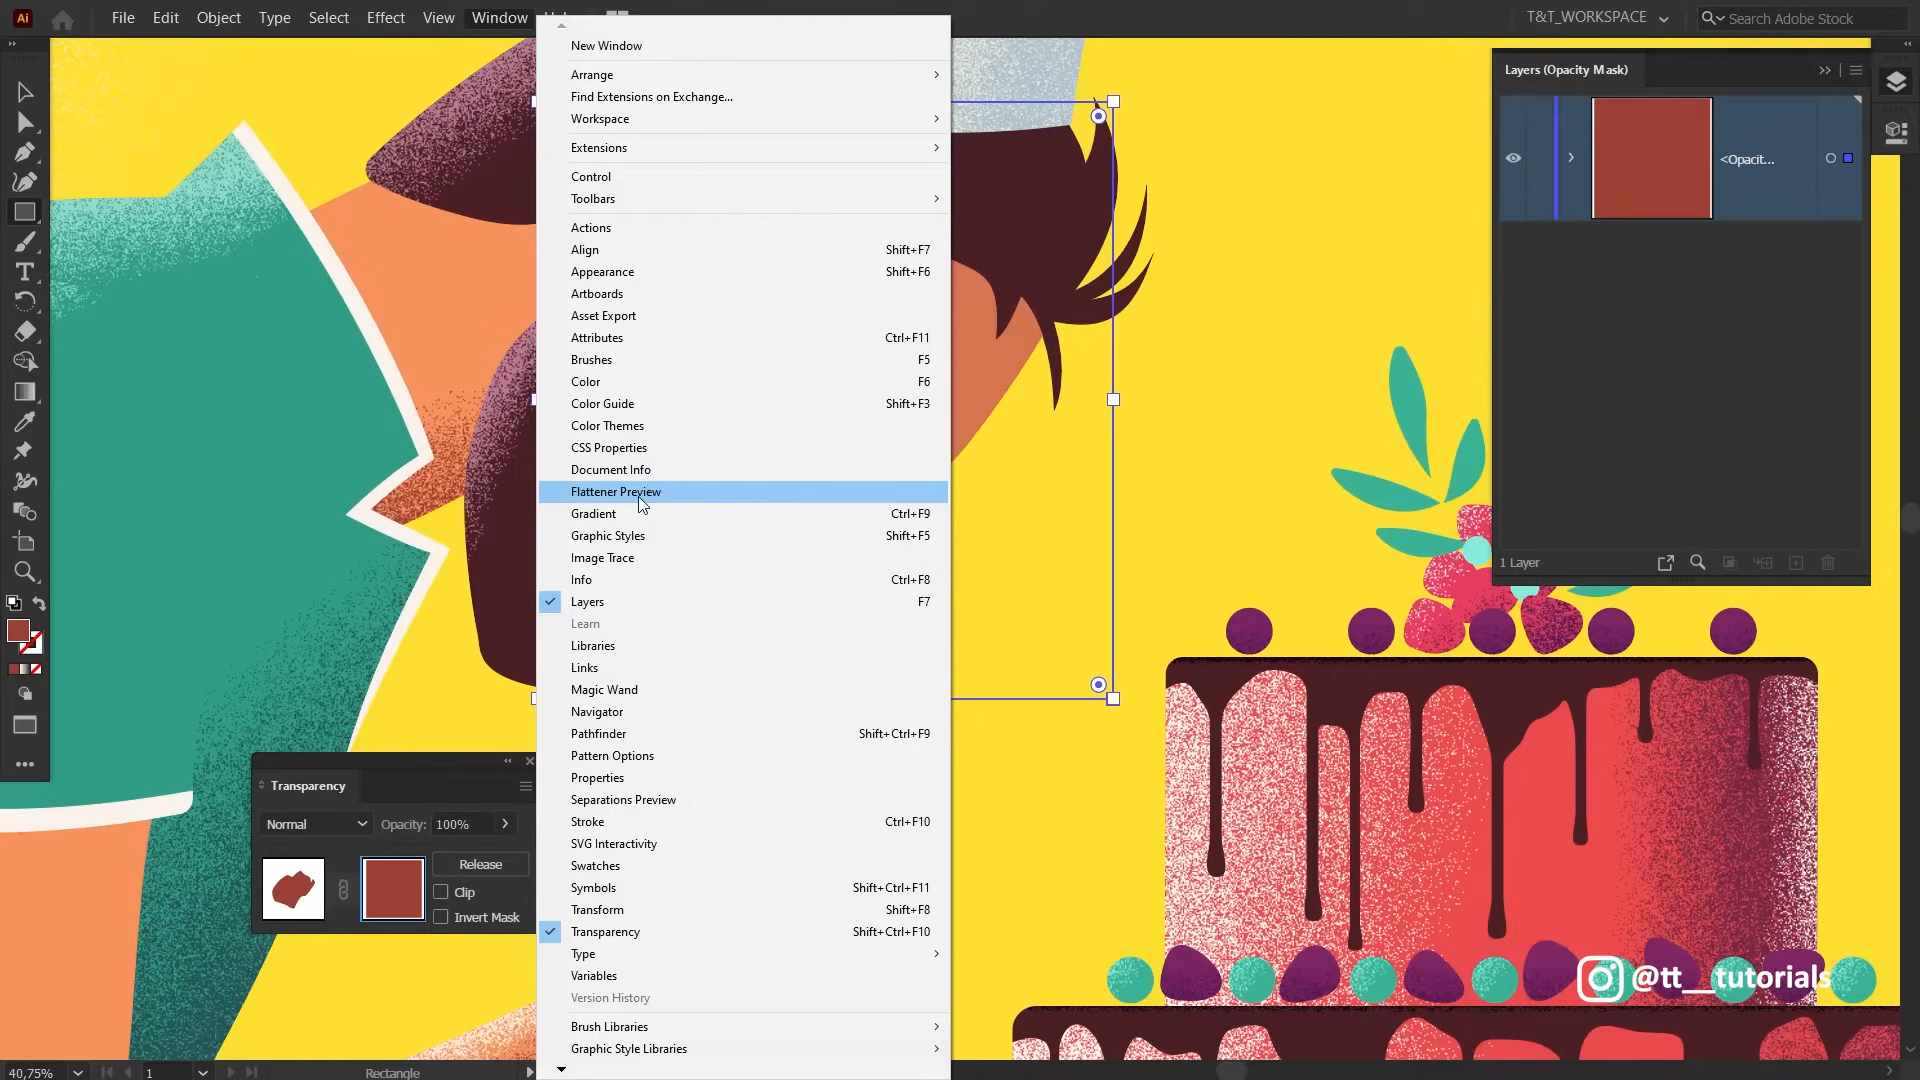 Ai
File Edit Object Type Select Effect View Window
T&T_WORKSPACE
Search Adobe Stock
New Window
Arrange
Find Extensions on Exchange...
Workspace
Extensions
Control
Toolbars
Actions
Align Shift+F7
Appearance Shift+F6
Artboards
Asset Export
Attributes Ctrl+F11
Brushes F5
Color F6
Color Guide Shift+F3
Color Themes
CSS Properties
Document Info
Flattener Preview
Gradient Ctrl+F9
Graphic Styles Shift+F5
Image Trace
Info Ctrl+F8
Layers F7
Learn
Libraries
Links
Magic Wand
Navigator
Pathfinder Shift+Ctrl+F9
Pattern Options
Properties
Separations Preview
Stroke Ctrl+F10
SVG Interactivity
Swatches
Symbols Shift+Ctrl+F11
Transform Shift+F8
Transparency Shift+Ctrl+F10
Type
Variables
Version History
Brush Libraries
Graphic Style Libraries
Layers (Opacity Mask)
<Opacit...
1 Layer
Transparency
Normal Opacity: 100%
Release
Clip
Invert Mask
@tt__tutorials
40,75% 1 Rectangle